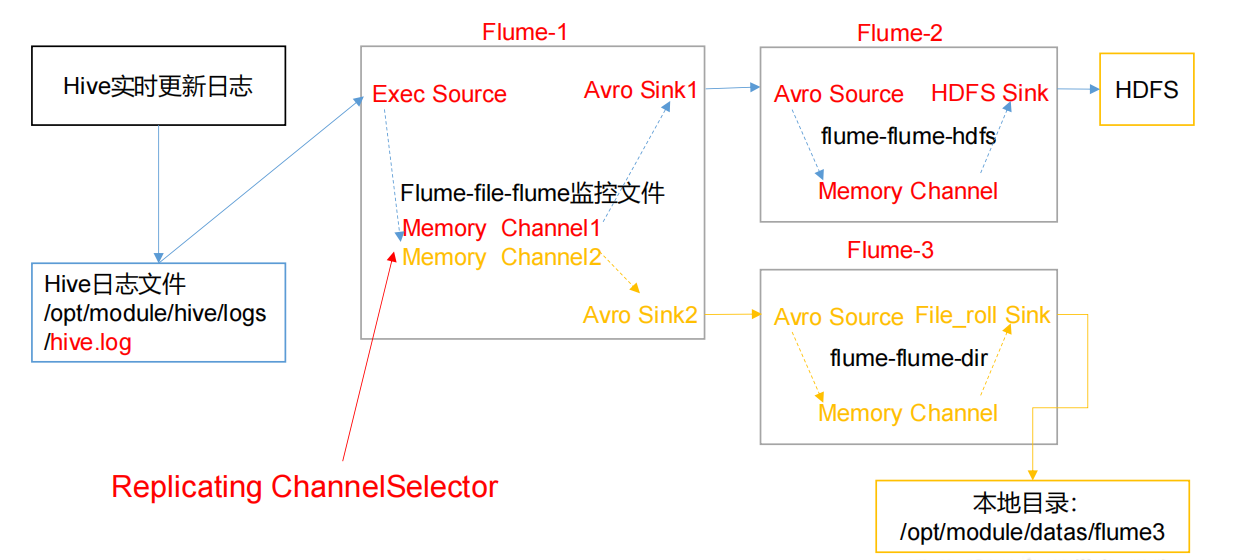 Flume-1
Flume-2
Hive实时更新日志
Exec Source
Avro Sink1
Avro Source
HDFS Sink
HDFS
flume-flume-hdfs
Memory Channel
Flume-file-flume监控文件
Memory Channel1
Memory Channel2
Avro Sink2
Flume-3
Hive日志文件
/opt/module/hive/logs
/hive.log
Avro Source
File_roll Sink
flume-flume-dir
Memory Channel
Replicating ChannelSelector
本地目录：
/opt/module/datas/flume3